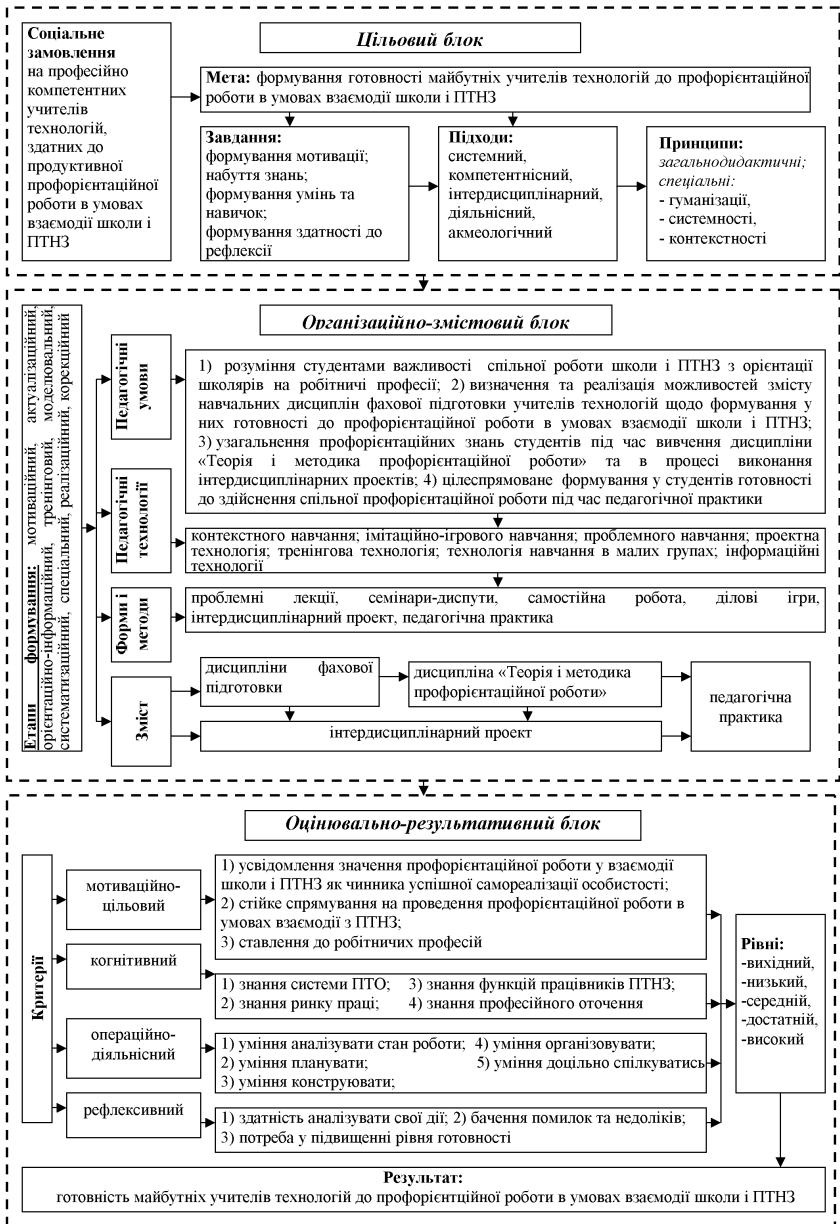 Соціальне
замовлення
на професійно
компетентних
учителів
технологій,
здатних до
продуктивної
профорієнтаційної
роботи в умовах
взаємодії школи і
ПТНЗ
Цільовий блок
Мета: формування готовності майбутніх учителів технологій до профорієнтаційної
роботи в умовах взаємодії школи і ПТНЗ
Завдання:
формування мотивації;
набуття знань;
формування умінь та
навичок;
формування здатності до
рефлексії
Підходи:
системний,
компетентнісний,
інтердисциплінарний,
діяльнісний,
акмеологічний
Принципи:
загальнодидактичні;
спеціальні:
- гуманізації,
- системності,
- контекстності
Організаційно-змістовий блок
Етапи формування: мотиваційний, актуалізаційний,
орієнтаційно-інформаційний, тренінговий, моделювальний,
систематизаційний, спеціальний, реалізаційний, корекційний
Педагогічні
умови
1) розуміння студентами важливості спільної роботи школи і ПТНЗ з орієнтації
школярів на робітничі професії; 2) визначення та реалізація можливостей змісту
навчальних дисциплін фахової підготовки учителів технологій щодо формування у
них готовності до профорієнтаційної роботи в умовах взаємодії школи і ПТНЗ;
3) узагальнення профорієнтаційних знань студентів під час вивчення дисципліни
«Теорія і методика профорієнтаційної роботи» та в процесі виконання
інтердисциплінарних проектів; 4) цілеспрямоване формування у студентів готовності
до здійснення спільної профорієнтаційної роботи під час педагогічної практики
Педагогічні
технології
контекстного навчання; імітаційно-ігрового навчання; проблемного навчання; проектна
технологія; тренінгова технологія; технологія навчання в малих групах; інформаційні
технології
Форми і
методи
проблемні лекції, семінари-диспути, самостійна робота, ділові ігри,
інтердисциплінарний проект, педагогічна практика
Зміст
дисципліни фахової
підготовки
дисципліна «Теорія і методика
профорієнтаційної роботи»
інтердисциплінарний проект
педагогічна
практика
Оцінювально-результативний блок
Критерії
мотиваційно-
цільовий
1) усвідомлення значення профорієнтаційної роботи у взаємодії
школи і ПТНЗ як чинника успішної самореалізації особистості;
2) стійке спрямування на проведення профорієнтаційної роботи в
умовах взаємодії з ПТНЗ;
3) ставлення до робітничих професій
когнітивний
1) знання системи ПТО; 3) знання функцій працівників ПТНЗ;
2) знання ринку праці; 4) знання професійного оточення
операційно-
діяльнісний
1) уміння аналізувати стан роботи; 4) уміння організовувати;
2) уміння планувати; 5) уміння доцільно спілкуватись
3) уміння конструювати;
рефлексивний
1) здатність аналізувати свої дії; 2) бачення помилок та недоліків;
3) потреба у підвищенні рівня готовності
Рівні:
-вихідний,
-низький,
-середній,
-достатній,
-високий
Результат:
готовність майбутніх учителів технологій до профорієнтційної роботи в умовах взаємодії школи і ПТНЗ